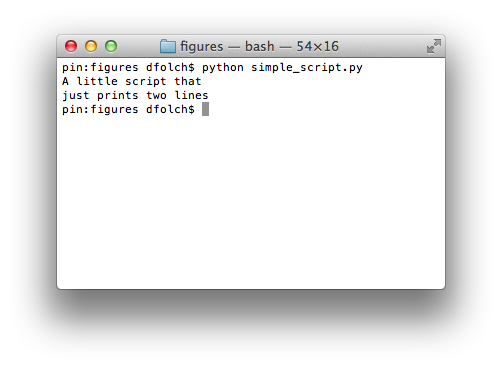 figures — bash — 54×16
pin:figures dfolch$ python simple_script.py
A little script that
just prints two lines
pin:figures dfolch$